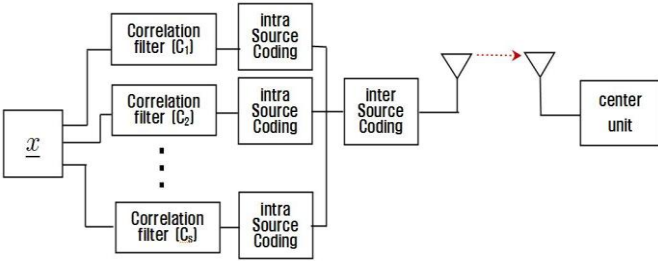 x
Correlation
filter (C₁)
intra
Source
Coding
Correlation
filter (C₂)
intra
Source
Coding
Correlation
filter (Cₛ)
intra
Source
Coding
inter
Source
Coding
center
unit